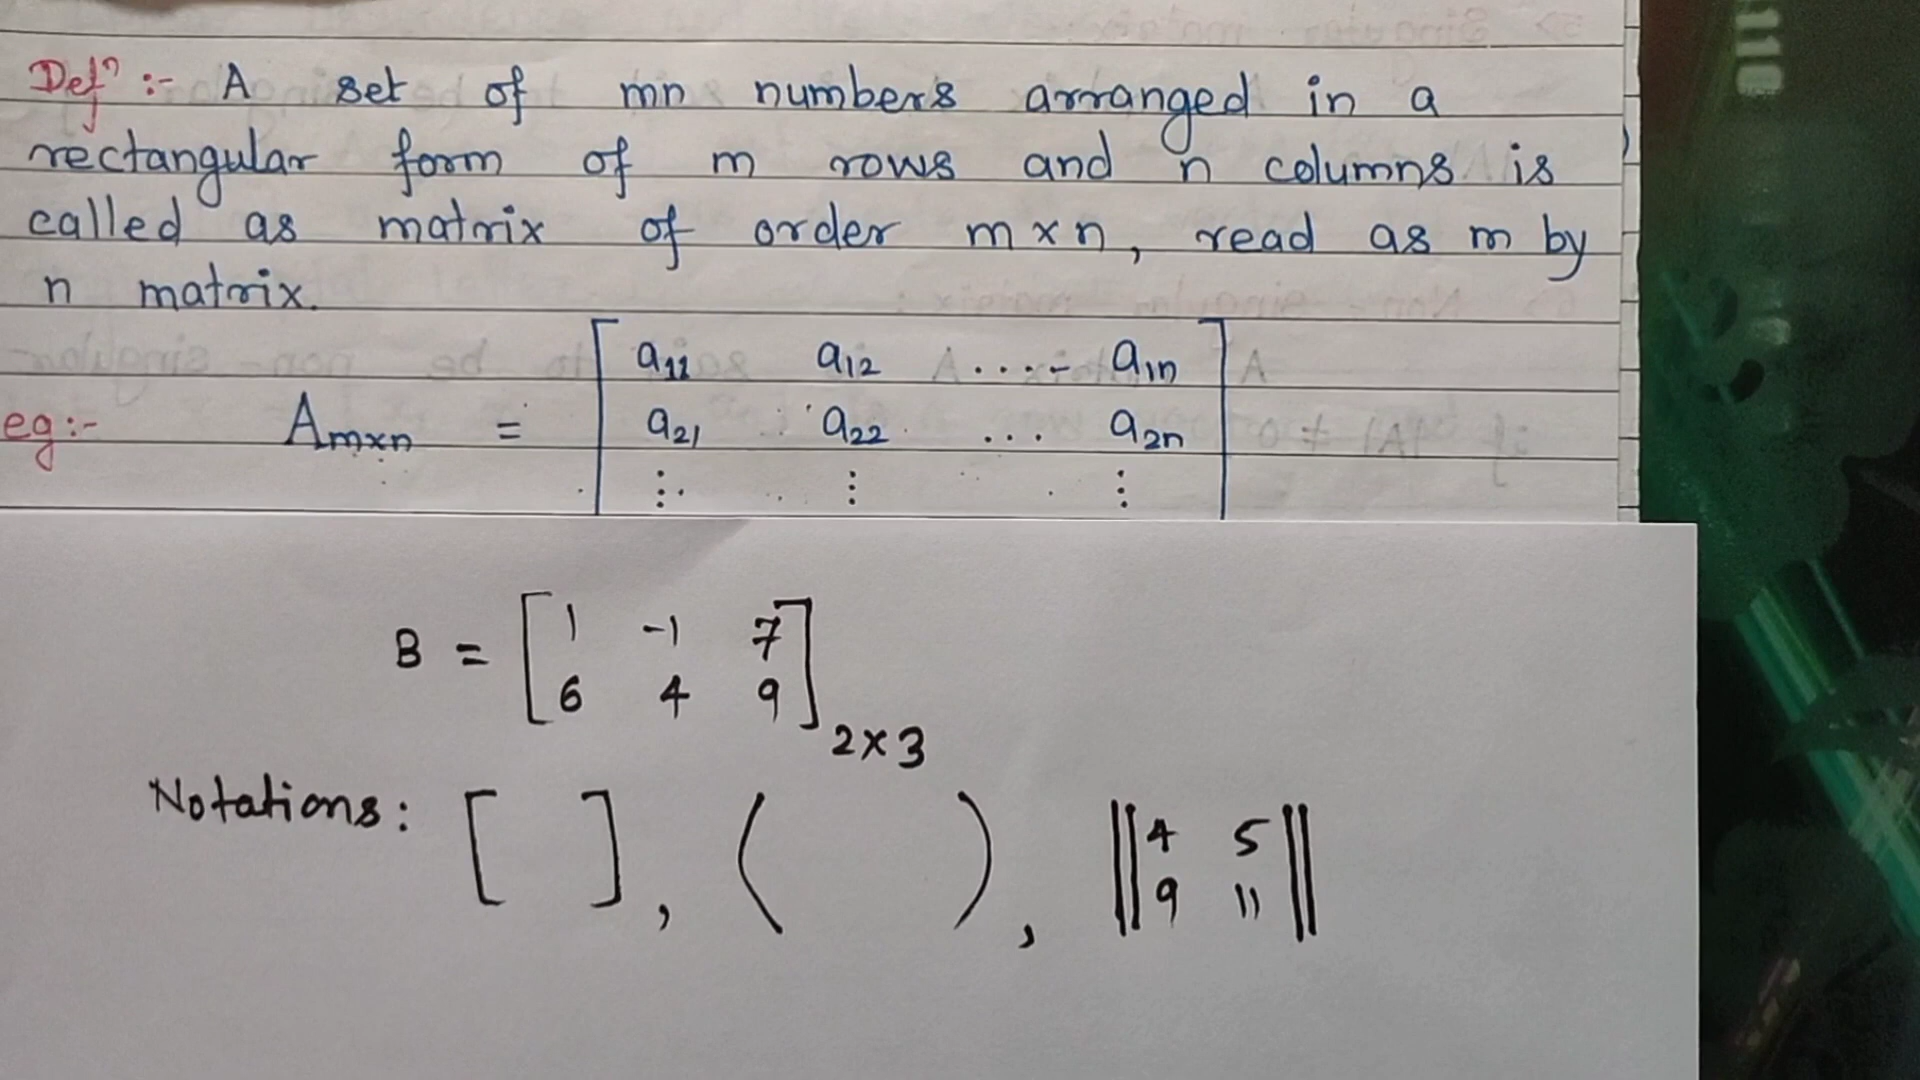 Defⁿ :- A set of mn numbers arranged in a
rectangular form of m rows and n columns is
called as matrix of order m×n, read as m by
n matrix.
eg:- Aₘₓₙ = [ a₁₁ a₁₂ ..... a₁ₙ
a₂₁ a₂₂ ... a₂ₙ
⋮ ⋮ ⋮ ]
B = [ 1 -1 7
6 4 9 ] 2×3
Notations: [ ], ( ), || 4 5
9 11 ||